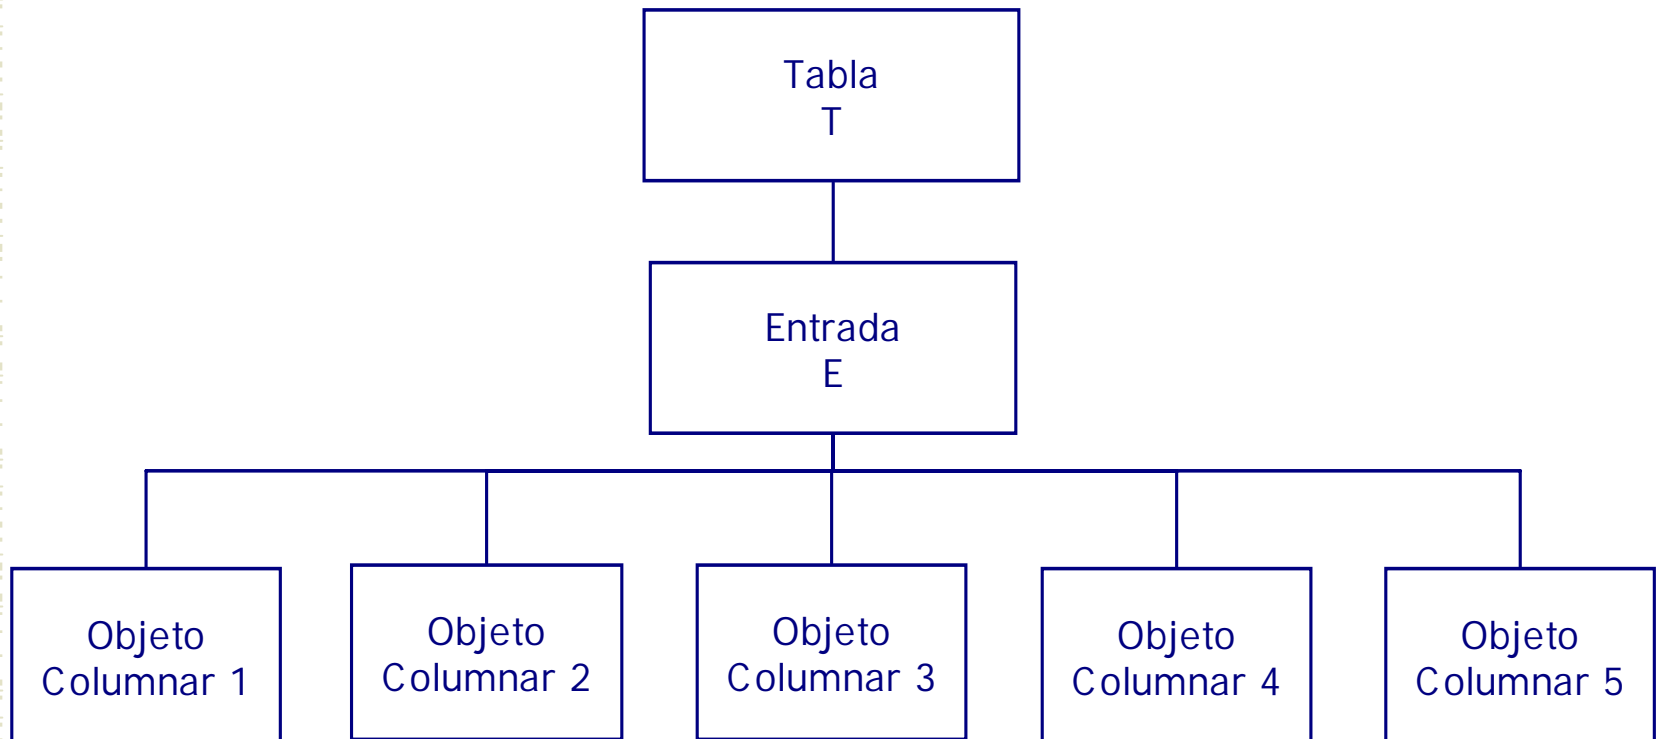 Tabla
T
Entrada
E
Objeto
Columnar 1
Objeto
Columnar 2
Objeto
Columnar 3
Objeto
Columnar 4
Objeto
Columnar 5